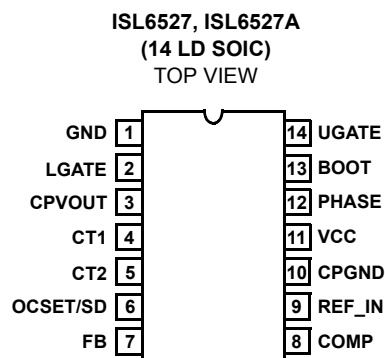 ISL6527, ISL6527A
(14 LD SOIC)
TOP VIEW
GND 1 14 UGATE
LGATE 2 13 BOOT
CPVOUT 3 12 PHASE
CT1 4 11 VCC
CT2 5 10 CPGND
OCSET/SD 6 9 REF_IN
FB 7 8 COMP